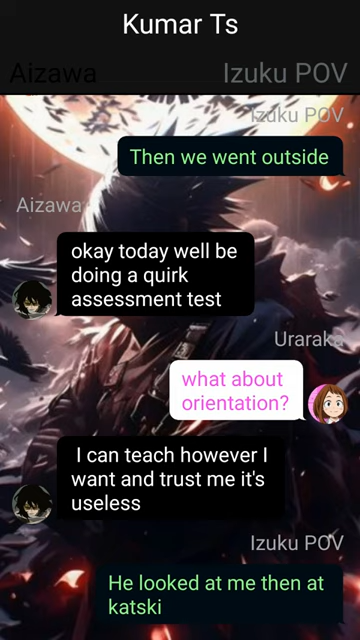 Kumar Ts
Aizawa
Izuku POV
Izuku POV
Then we went outside
Aizawa
okay today well be
doing a quirk
assessment test
Uraraka
what about
orientation?
I can teach however I
want and trust me it's
useless
Izuku POV
He looked at me then at
katski